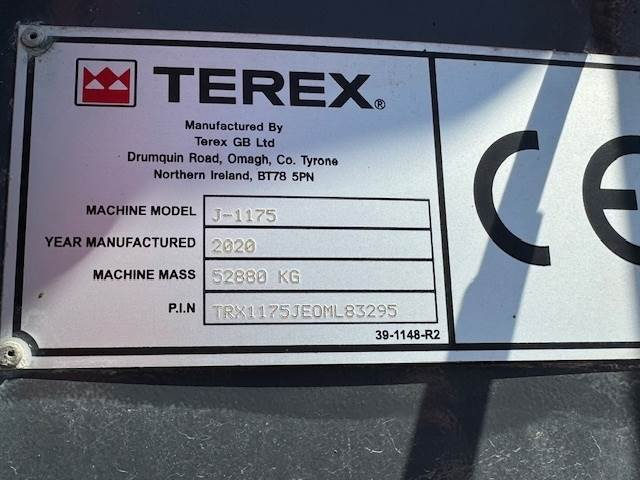 TEREX®
Manufactured By
Terex GB Ltd
Drumquin Road, Omagh, Co. Tyrone
Northern Ireland, BT78 5PN
MACHINE MODEL J-1175
YEAR MANUFACTURED 2020
MACHINE MASS 52880 KG
P.I.N TRX1175JEOML83295
39-1148-R2
CE